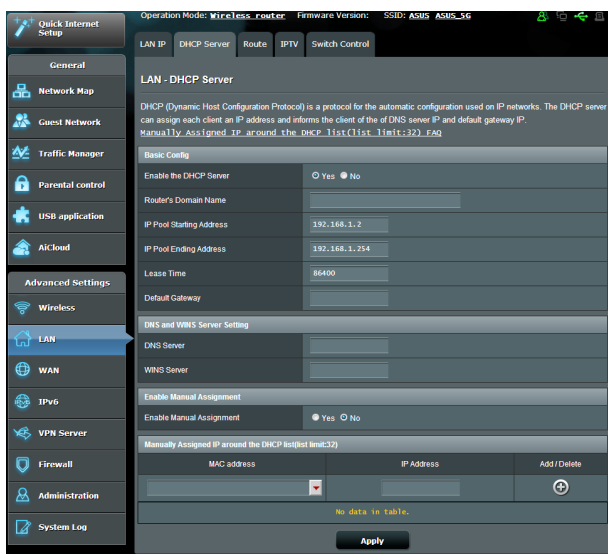 Quick Internet
Setup
General
Network Map
Guest Network
Traffic Manager
Parental control
USB application
AiCloud
Advanced Settings
Wireless
LAN
WAN
IPv6
VPN Server
Firewall
Administration
System Log
Operation Mode: Wireless router Firmware Version: SSID: ASUS ASUS_5G
LAN IP DHCP Server Route IPTV Switch Control
LAN - DHCP Server
DHCP (Dynamic Host Configuration Protocol) is a protocol for the automatic configuration used on IP networks. The DHCP server
can assign each client an IP address and informs the client of the of DNS server IP and default gateway IP.
Manually Assigned IP around the DHCP list(list limit:32) FAQ
Basic Config
Enable the DHCP Server Yes No
Router's Domain Name
IP Pool Starting Address 192.168.1.2
IP Pool Ending Address 192.168.1.254
Lease Time 86400
Default Gateway
DNS and WINS Server Setting
DNS Server
WINS Server
Enable Manual Assignment
Enable Manual Assignment Yes No
Manually Assigned IP around the DHCP list(list limit:32)
MAC address IP Address Add / Delete
No data in table.
Apply